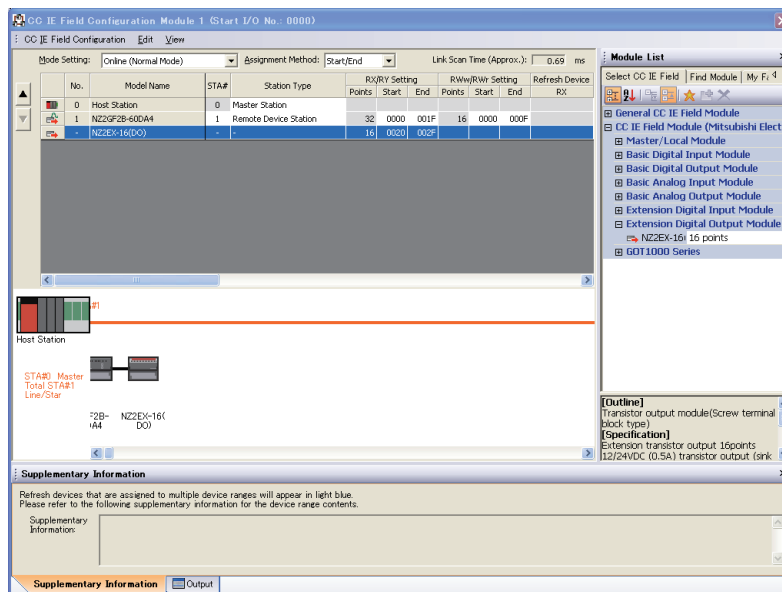 CC IE Field Configuration Module 1 (Start I/O No.: 0000)
CC IE Field Configuration Edit View
Mode Setting: Online (Normal Mode) Assignment Method: Start/End Link Scan Time (Approx.): 0.69 ms
No. Model Name STA# Station Type RX/RY Setting RWw/RWr Setting Refresh Device
Points Start End Points Start End RX
0 Host Station 0 Master Station
1 NZ2GF2B-60DA4 1 Remote Device Station 32 0000 001F 16 0000 000F
- NZ2EX-16(DO) - - 16 0020 002F
#1
Host Station
STA#0 Master
Total STA#1
Line/Star
F2B-
A4
NZ2EX-16(
DO)
Module List
Select CC IE Field Find Module My Fa
General CC IE Field Module
CC IE Field Module (Mitsubishi Elect
Master/Local Module
Basic Digital Input Module
Basic Digital Output Module
Basic Analog Input Module
Basic Analog Output Module
Extension Digital Input Module
Extension Digital Output Module
NZ2EX-16( 16 points
GOT1000 Series
[Outline]
Transistor output module(Screw terminal
block type)
[Specification]
Extension transistor output 16points
12/24VDC (0.5A) transistor output (sink
Supplementary Information
Refresh devices that are assigned to multiple device ranges will appear in light blue.
Please refer to the following supplementary information for the device range contents.
Supplementary
Information:
Supplementary Information Output